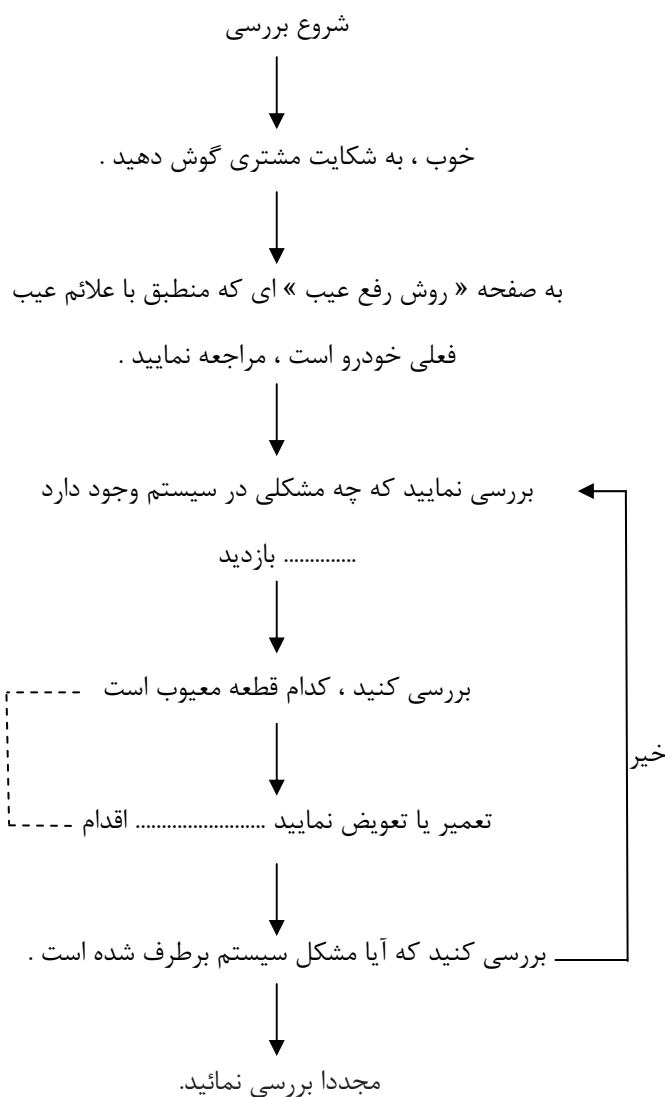 شروع بررسی
خوب ، به شکایت مشتری گوش دهید .
به صفحه « روش رفع عیب » ای که منطبق با علائم عیب
فعلی خودرو است ، مراجعه نمایید .
بررسی نمایید که چه مشکلی در سیستم وجود دارد
.............. بازدید
بررسی کنید ، کدام قطعه معیوب است
خیر
تعمیر یا تعویض نمایید ......................... اقدام
بررسی کنید که آیا مشکل سیستم برطرف شده است .
مجددا بررسی نمائید.